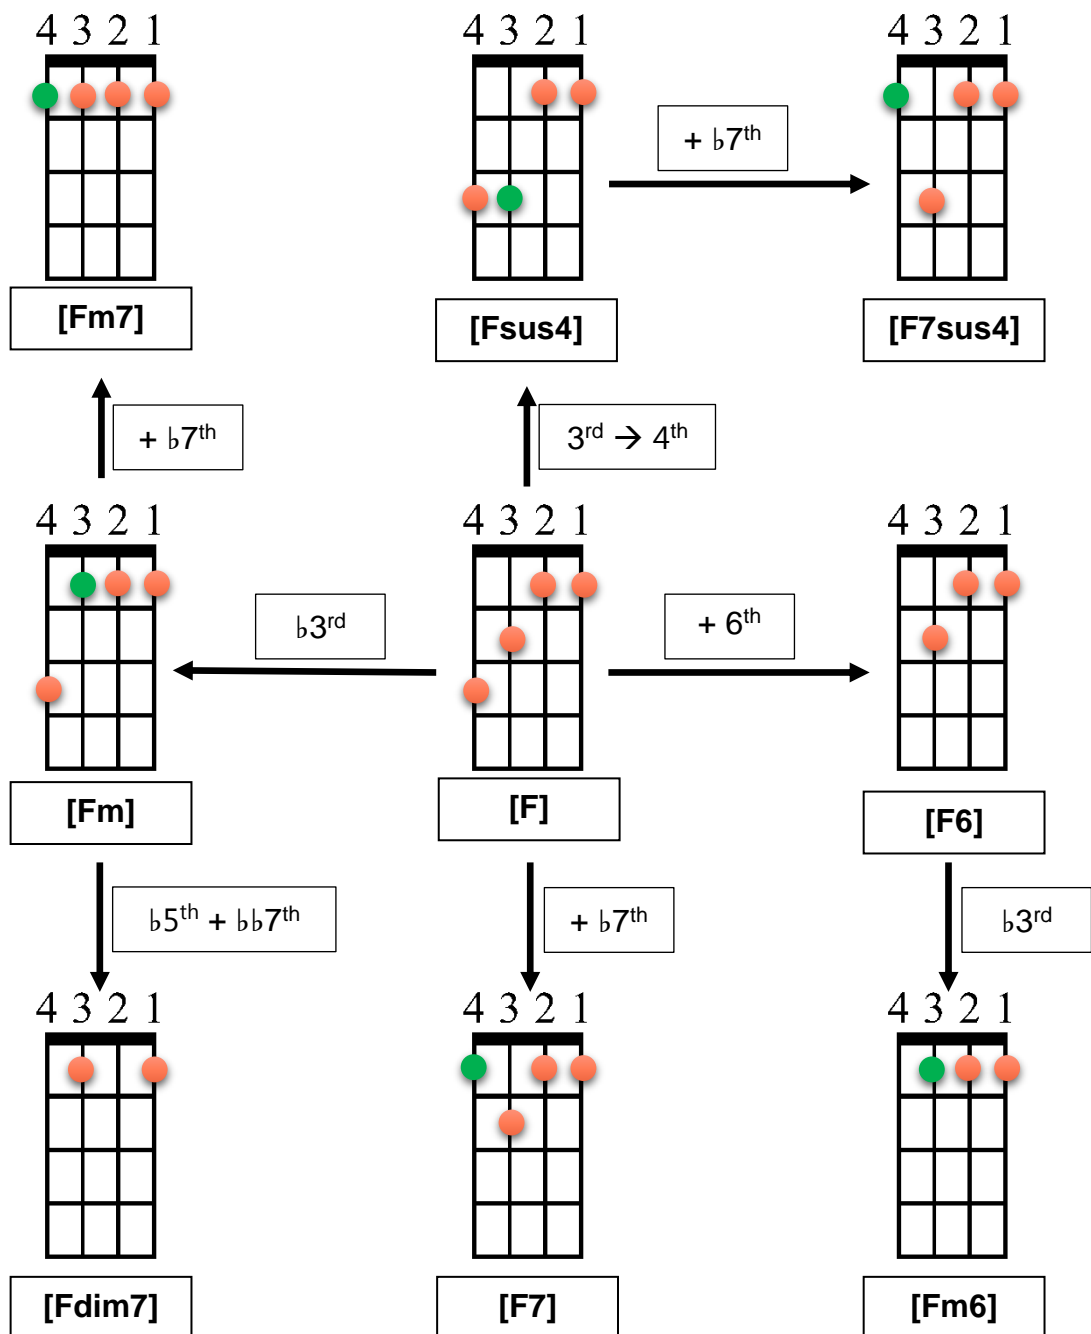 4 3 2 1
4 3 2 1
4 3 2 1
+ ♭7th
[Fm7]
[Fsus4]
[F7sus4]
+ ♭7th
3rd → 4th
4 3 2 1
4 3 2 1
4 3 2 1
♭3rd
+ 6th
[Fm]
[F]
[F6]
♭5th + ♭♭7th
+ ♭7th
♭3rd
4 3 2 1
4 3 2 1
4 3 2 1
[Fdim7]
[F7]
[Fm6]